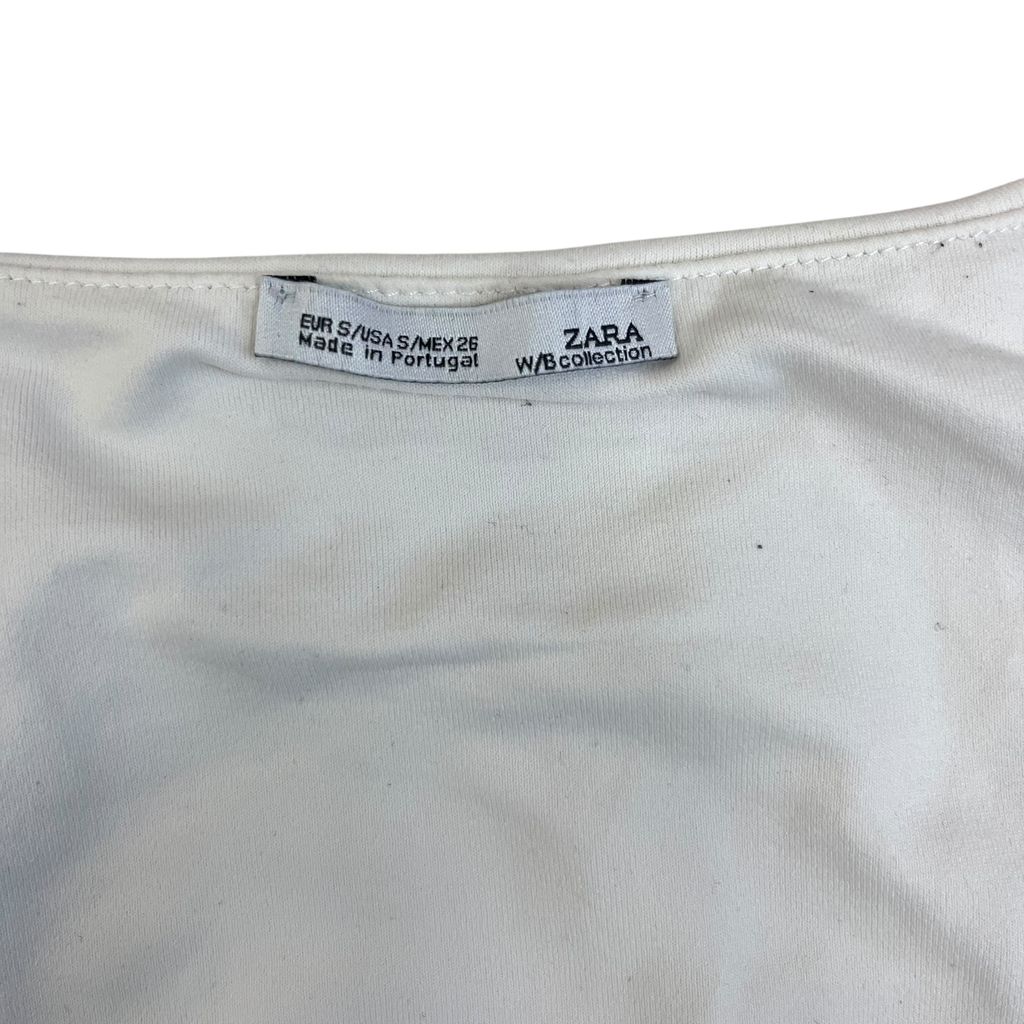 EUR S/USA S/MEX 26
Made in Portugal
ZARA
W/B collection